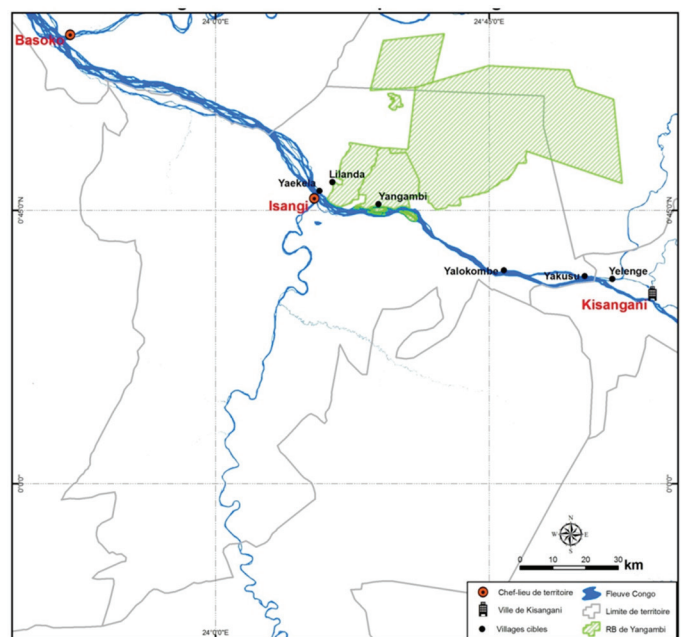 24°0'0"E
24°45'0"E
Basoko
Lilanda
Yaekela
Isangi
Yangambi
0°45'0"N
0°45'0"N
Yalokombe
Yakusu
Yelenge
Kisangani
0°0'0"
0°0'0"
N
W E
S
0 10 20 30 km
Chef-lieu de territoire
Fleuve Congo
Ville de Kisangani
Limite de territoire
Villages cibles
RB de Yangambi
24°0'0"E